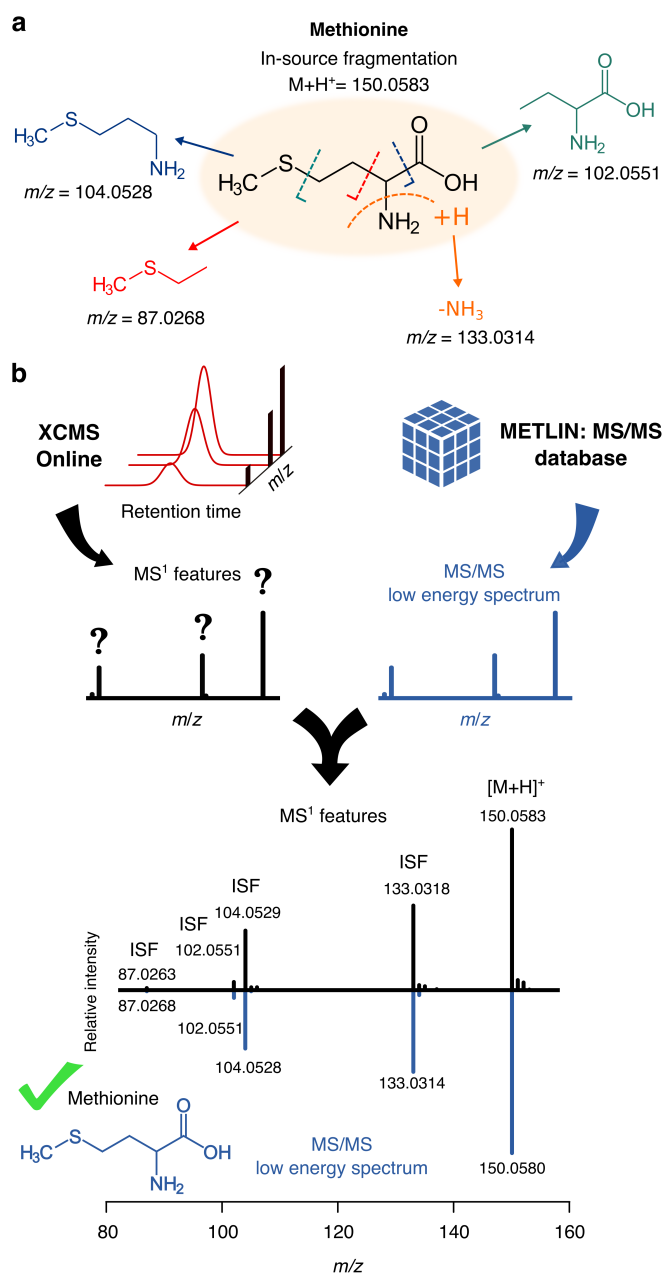 a
Methionine
In-source fragmentation
M+H⁺= 150.0583
H₃C
S
NH₂
m/z = 104.0528
H₃C
S
O
OH
NH₂
+H
O
OH
NH₂
m/z = 102.0551
H₃C
S
m/z = 87.0268
-NH₃
m/z = 133.0314
b
XCMS
Online
m/z
Retention time
METLIN: MS/MS
database
MS¹ features
? ? ?
m/z
MS/MS
low energy spectrum
m/z
MS¹ features
[M+H]⁺
150.0583
ISF
133.0318
ISF
104.0529
ISF
102.0551
ISF
87.0263
Relative intensity
87.0268
102.0551
104.0528
133.0314
150.0580
Methionine
H₃C
S
O
OH
NH₂
MS/MS
low energy spectrum
80 100 120 140 160
m/z